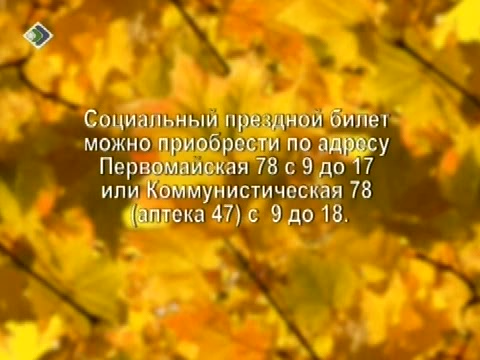 Социальный прездной билет
можно приобрести по адресу
Первомайская 78 с 9 до 17
или Коммунистическая 78
(аптека 47) с 9 до 18.